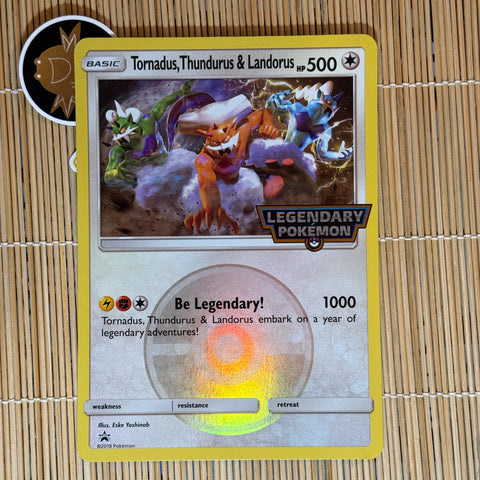 BASIC Tornadus, Thundurus & Landorus HP 500
LEGENDARY
POKÉMON
Be Legendary! 1000
Tornadus, Thundurus & Landorus embark on a year of
legendary adventures!
weakness resistance retreat
Illus. Eske Yoshinob
©2018 Pokémon